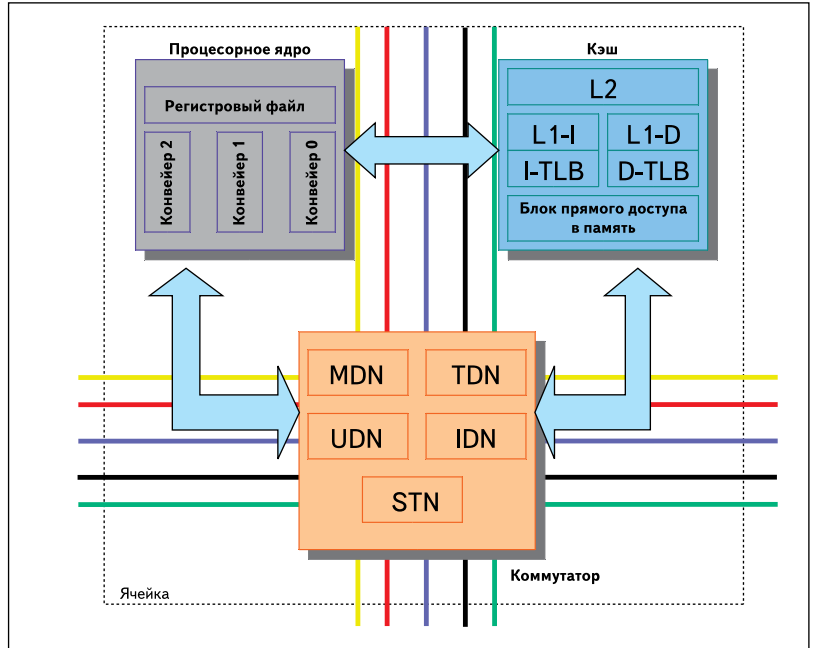 Процесорное ядро
Регистровый файл
Конвейер 2
Конвейер 1
Конвейер 0
Кэш
L2
L1-I
L1-D
I-TLB
D-TLB
Блок прямого доступа
в память
MDN
TDN
UDN
IDN
STN
Коммутатор
Ячейка